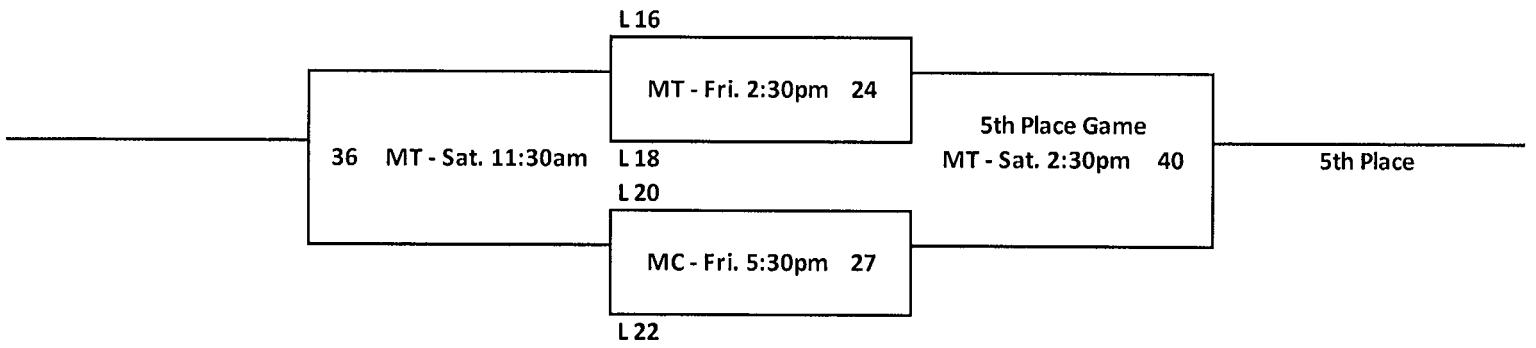 L 16
MT - Fri. 2:30pm 24
5th Place Game
36 MT - Sat. 11:30am
L 18
MT - Sat. 2:30pm 40
5th Place
L 20
MC - Fri. 5:30pm 27
L 22